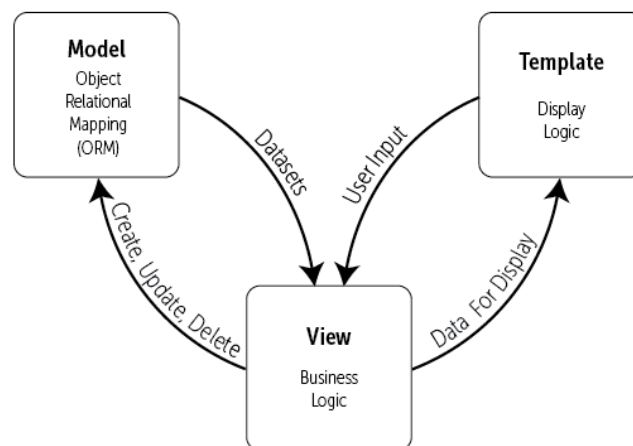 Model
Object
Relational
Mapping
(ORM)
Template
Display
Logic
Datasets
User Input
Create, Update, Delete
Data For Display
View
Business
Logic